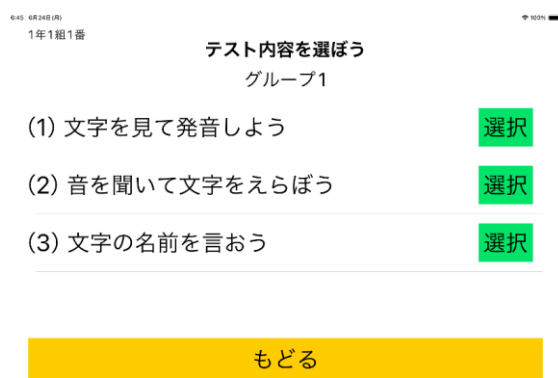 6:45 6月24日(月) 100%
1年1組1番
テスト内容を選ぼう
グループ1
(1) 文字を見て発音しよう 選択
(2) 音を聞いて文字をえらぼう 選択
(3) 文字の名前を言おう 選択
もどる